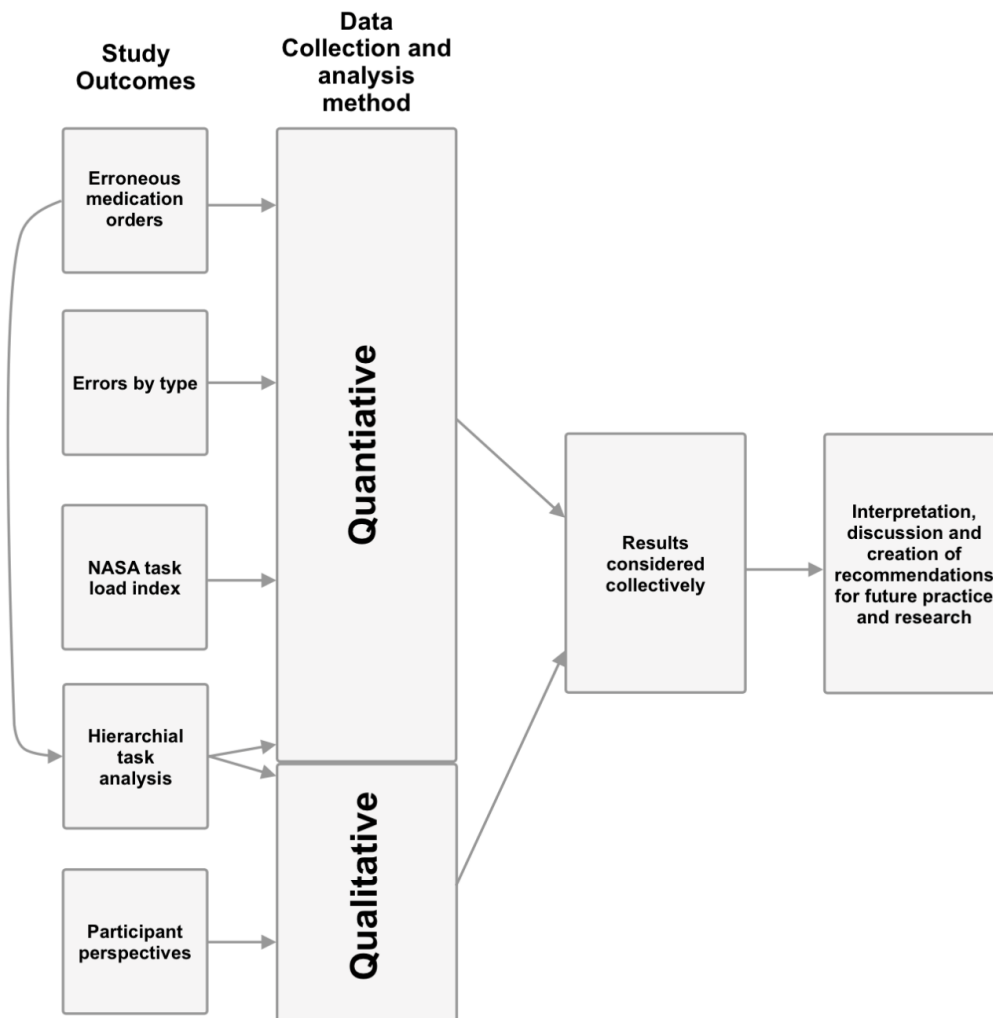 Study
Outcomes
Data
Collection and
analysis
method
Erroneous
medication
orders
Errors by type
NASA task
load index
Hierarchial
task
analysis
Participant
perspectives
Quantiative
Qualitative
Results
considered
collectively
Interpretation,
discussion and
creation of
recommendations
for future practice
and research